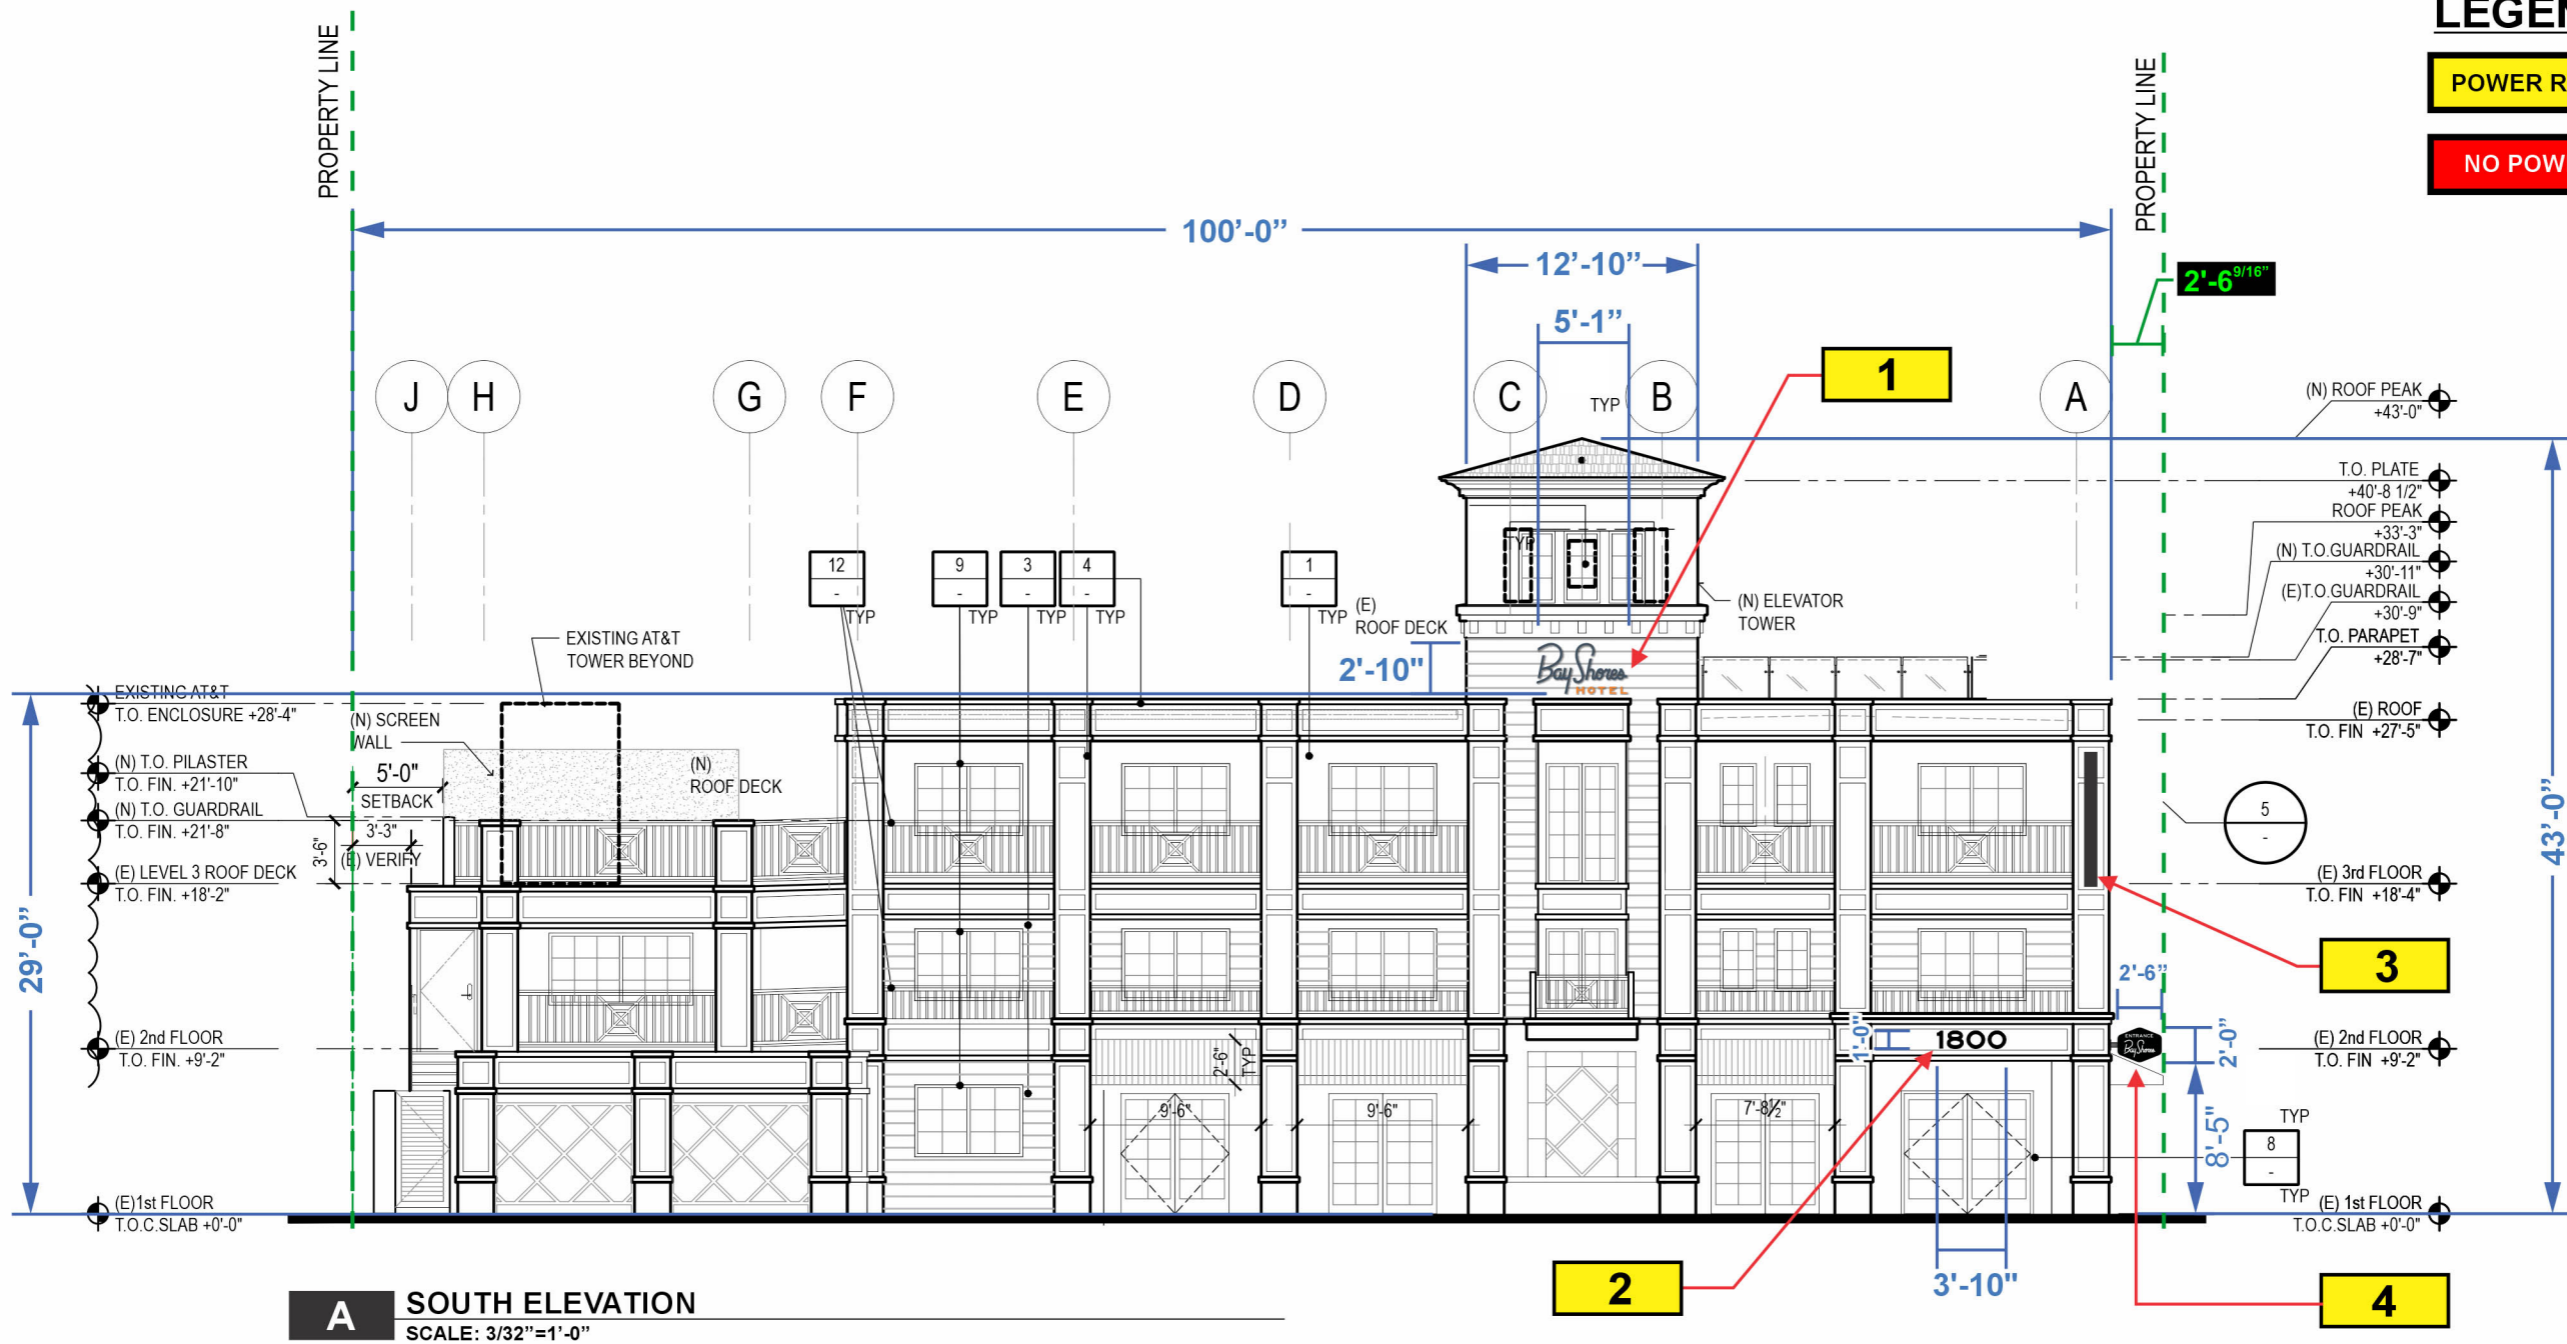 LEGEN
POWER R
NO POW
PROPERTY LINE
PROPERTY LINE
100’-0”
12’-10”
5’-1”
2'-6 9/16"
1
J
H
G
F
E
D
C
TYP
B
A
(N) ROOF PEAK
+43'-0"
T.O. PLATE
+40'-8 1/2"
ROOF PEAK
+33'-3"
(N) T.O.GUARDRAIL
+30'-11"
(E)T.O.GUARDRAIL
+30'-9"
T.O. PARAPET
+28'-7"
(E) ROOF
T.O. FIN +27'-5"
5
-
43’-0”
(E) 3rd FLOOR
T.O. FIN +18'-4"
3
2’-6”
2’-0”
(E) 2nd FLOOR
T.O. FIN +9'-2"
8’-5"
TYP
8
-
TYP
(E) 1st FLOOR
T.O.C.SLAB +0'-0"
4
12
-
TYP
9
-
TYP
3
-
TYP
4
-
TYP
1
-
TYP
(E)
ROOF DECK
TYP
(N) ELEVATOR
TOWER
2'-10"
Bay Shores
HOTEL
EXISTING AT&T
TOWER BEYOND
EXISTING AT&T
T.O. ENCLOSURE +28'-4"
(N) SCREEN
WALL
(N)
ROOF DECK
(N) T.O. PILASTER
T.O. FIN. +21'-10"
5'-0"
SETBACK
(N) T.O. GUARDRAIL
T.O. FIN. +21'-8"
3'-3"
(E) VERIFY
3'-6"
(E) LEVEL 3 ROOF DECK
T.O. FIN. +18'-2"
29’-0”
(E) 2nd FLOOR
T.O. FIN. +9'-2"
(E)1st FLOOR
T.O.C.SLAB +0'-0"
2'-6"
TYP
9'-6"
9'-6"
7'-8½"
1’-0”
1800
ENTRANCE
Bay Shores
2
3'-10"
A
SOUTH ELEVATION
SCALE: 3/32”=1’-0”